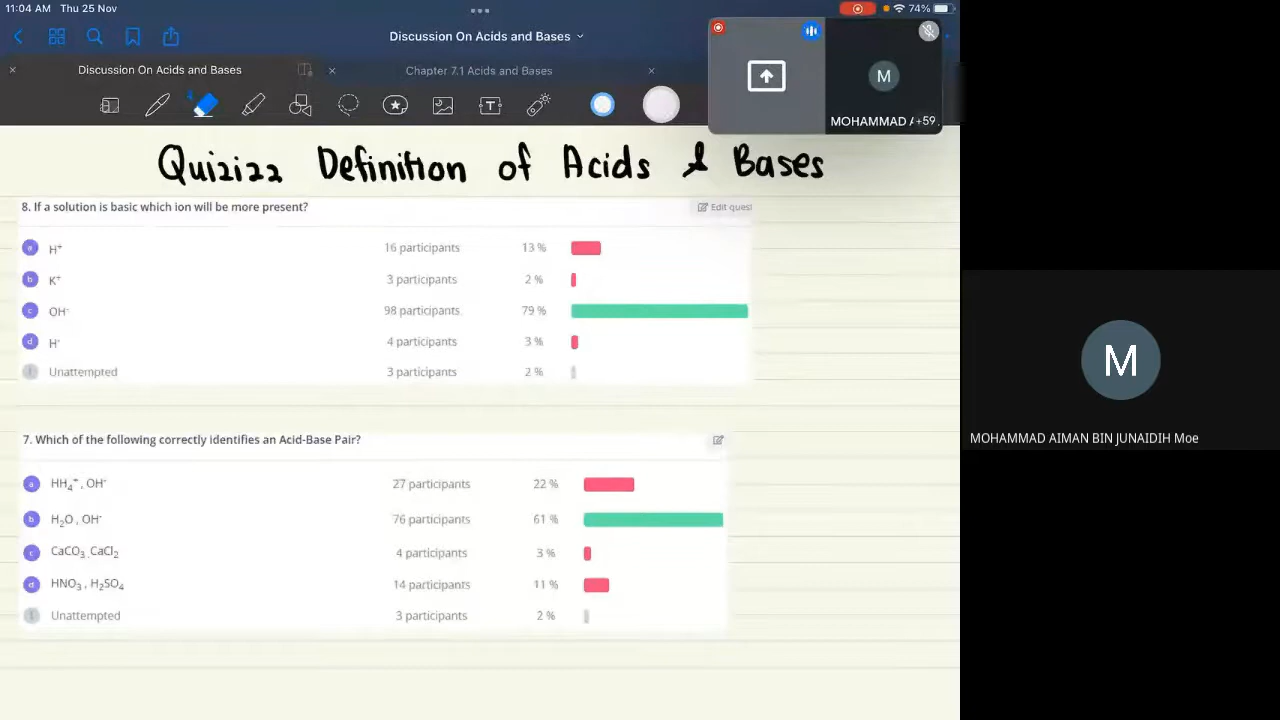 11:04 AM Thu 25 Nov
74%
Discussion On Acids and Bases
Discussion On Acids and Bases
Chapter 7.1 Acids and Bases
M
MOHAMMAD A +59
Quizizz Definition of Acids & Bases
8. If a solution is basic which ion will be more present?
Edit quest
a H⁺ 16 participants 13 %
b K⁺ 3 participants 2 %
c OH⁻ 98 participants 79 %
d H⁻ 4 participants 3 %
Unattempted 3 participants 2 %
7. Which of the following correctly identifies an Acid-Base Pair?
a HH₄⁺ , OH⁻ 27 participants 22 %
b H₂O , OH⁻ 76 participants 61 %
c CaCO₃ , CaCl₂ 4 participants 3 %
d HNO₃ , H₂SO₄ 14 participants 11 %
Unattempted 3 participants 2 %
M
MOHAMMAD AIMAN BIN JUNAIDIH Moe